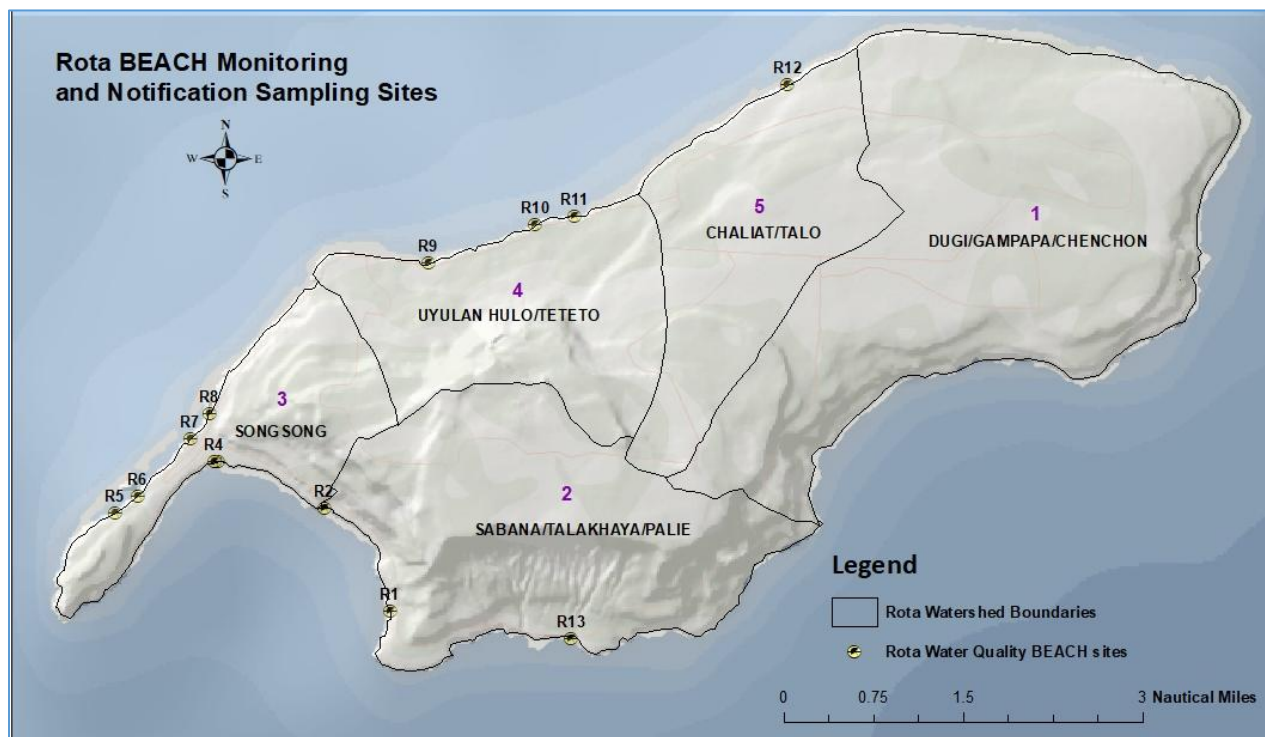 Rota BEACH Monitoring
and Notification Sampling Sites
N
W E
S
R12
R11
R10
R9
5
CHALIAT/TALO
1
DUGI/GAMPAPA/CHENCHON
4
UYULAN HULO/TETETO
3
SONGSONG
R8
R7
R4
R6
R5
R2
2
SABANA/TALAKHAYA/PALIE
R1
R13
Legend
Rota Watershed Boundaries
Rota Water Quality BEACH sites
0 0.75 1.5 3 Nautical Miles